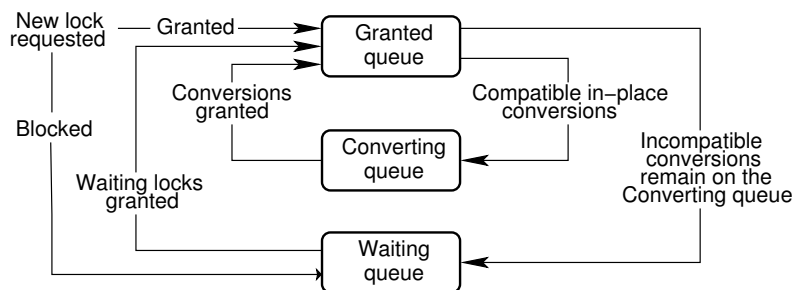 New lock
requested
Granted
Granted
queue
Conversions
granted
Compatible in−place
conversions
Blocked
Converting
queue
Incompatible
conversions
remain on the
Converting queue
Waiting locks
granted
Waiting
queue